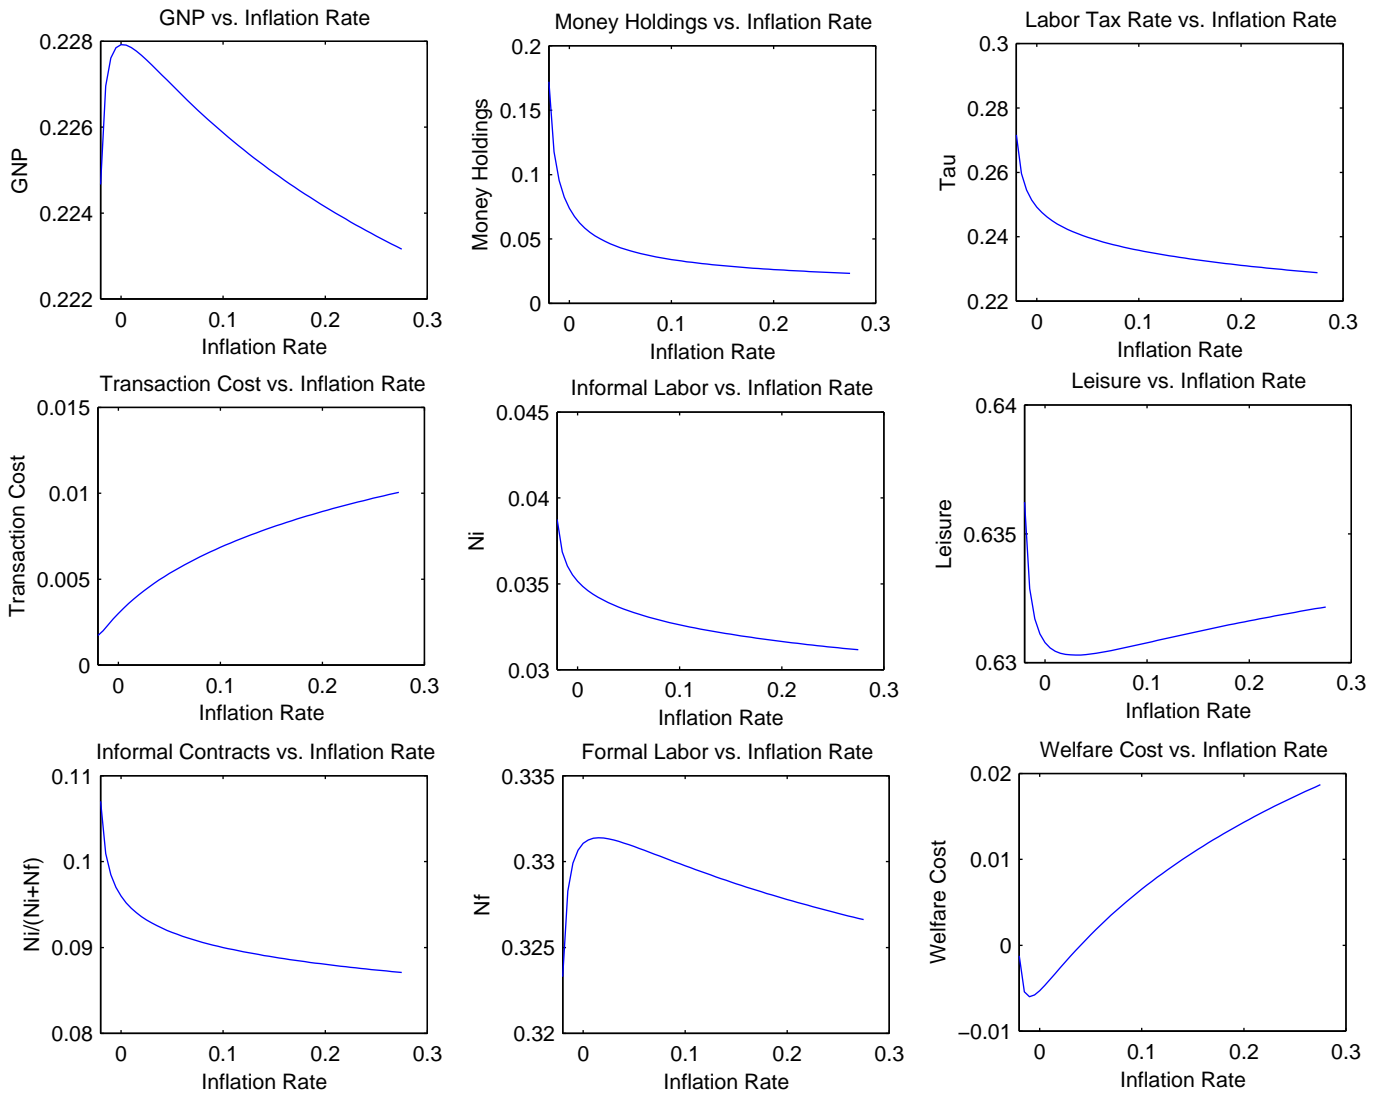 GNP vs. Inflation Rate
0.228
0.226
0.224
0.222
GNP
0
0.1
0.2
0.3
Inflation Rate
Money Holdings vs. Inflation Rate
0.2
0.15
0.1
0.05
0
Money Holdings
0
0.1
0.2
0.3
Inflation Rate
Labor Tax Rate vs. Inflation Rate
0.3
0.28
0.26
0.24
0.22
Tau
0
0.1
0.2
0.3
Inflation Rate
Transaction Cost vs. Inflation Rate
0.015
0.01
0.005
0
Transaction Cost
0
0.1
0.2
0.3
Inflation Rate
Informal Labor vs. Inflation Rate
0.045
0.04
0.035
0.03
Ni
0
0.1
0.2
0.3
Inflation Rate
Leisure vs. Inflation Rate
0.64
0.635
0.63
Leisure
0
0.1
0.2
0.3
Inflation Rate
Informal Contracts vs. Inflation Rate
0.11
0.1
0.09
0.08
Ni/(Ni+Nf)
0
0.1
0.2
0.3
Inflation Rate
Formal Labor vs. Inflation Rate
0.335
0.33
0.325
0.32
Nf
0
0.1
0.2
0.3
Inflation Rate
Welfare Cost vs. Inflation Rate
0.02
0.01
0
−0.01
Welfare Cost
0
0.1
0.2
0.3
Inflation Rate